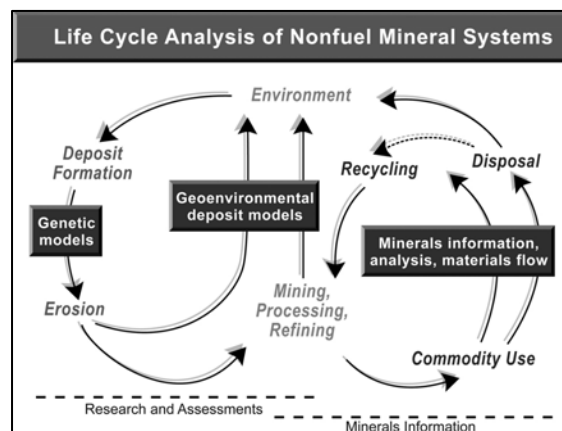 Life Cycle Analysis of Nonfuel Mineral Systems
Environment
Deposit
Formation
Recycling
Disposal
Genetic
models
Geoenvironmental
deposit models
Minerals information,
analysis, materials flow
Erosion
Mining,
Processing,
Refining
Commodity Use
Research and Assessments
Minerals Information